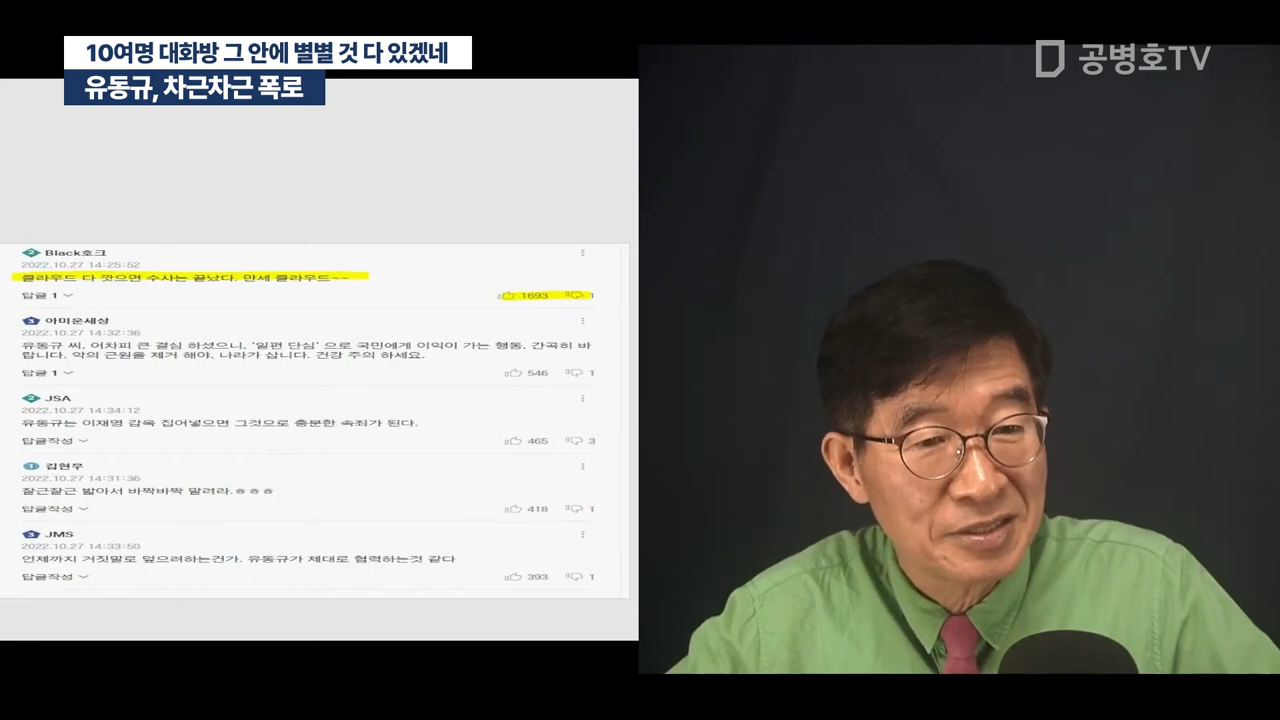 10여명 대화방 그 안에 별별 것 다 있겠네
유동규, 차근차근 폭로
공병호TV
2 Black호크
2022.10.27 14:25:52
클라우드 다 깟으면 수사는 끝났다. 만세 클라우드~~
답글 1
1693 1
3 아미운세상
2022.10.27 14:32:36
유동규 씨, 어차피 큰 결심 하셨으니, '일편 단심' 으로 국민에게 이익이 가는 행동, 간곡히 바
랍니다. 악의 근원을 제거 해야, 나라가 삽니다. 건강 주의 하세요.
답글 1
546 1
2 JSA
2022.10.27 14:34:12
유동규는 이재명 감옥 집어넣으면 그것으로 충분한 속죄가 된다.
답글작성
465 3
1 김현우
2022.10.27 14:31:36
잘근잘근 밟아서 바짝바짝 말려라.ㅎㅎㅎ
답글작성
418 1
3 JMS
2022.10.27 14:33:50
언제까지 거짓말로 덮으려하는건가. 유동규가 제대로 협력하는것 같다
답글작성
393 1